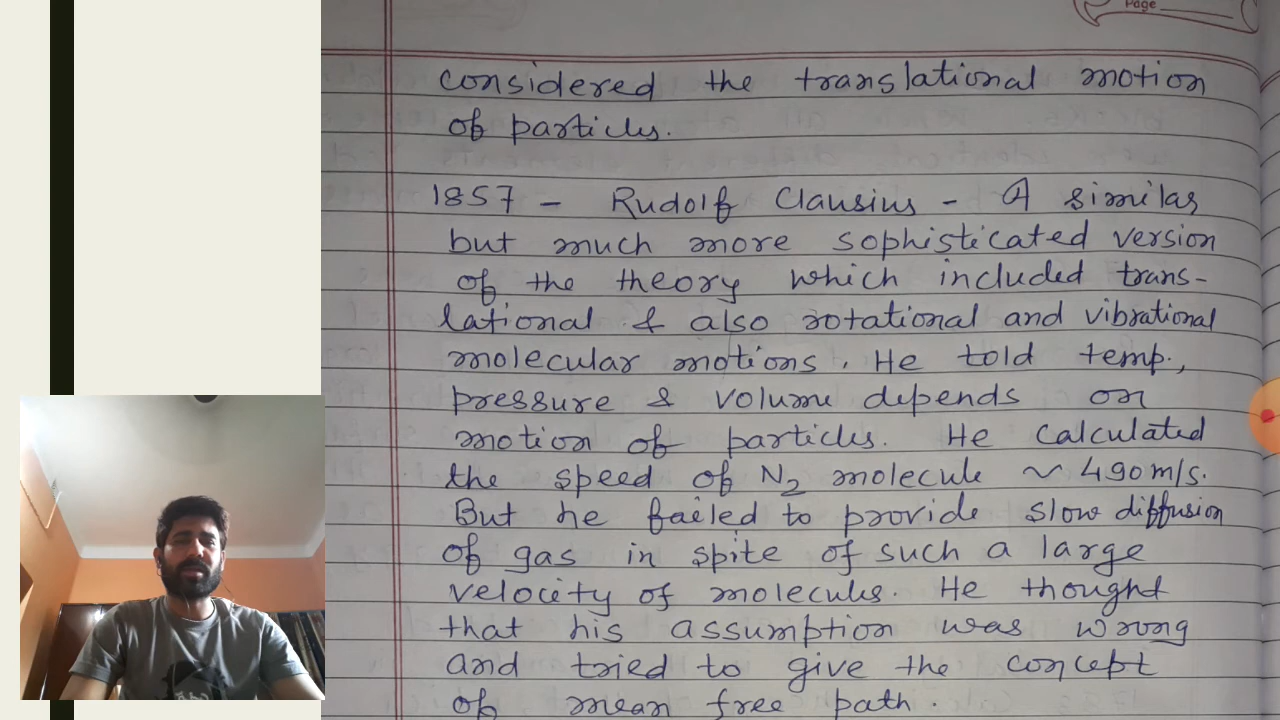 Page
considered the translational motion
of particles.
1857 - Rudolf Clausius - A similar
but much more sophisticated version
of the theory which included trans-
lational & also rotational and vibrational
molecular motions. He told temp.,
pressure & volume depends on
motion of particles. He calculated
the speed of N2 molecule ~ 490 m/s.
But he failed to provide slow diffusion
of gas in spite of such a large
velocity of molecules. He thought
that his assumption was wrong
and tried to give the concept
of mean free path.